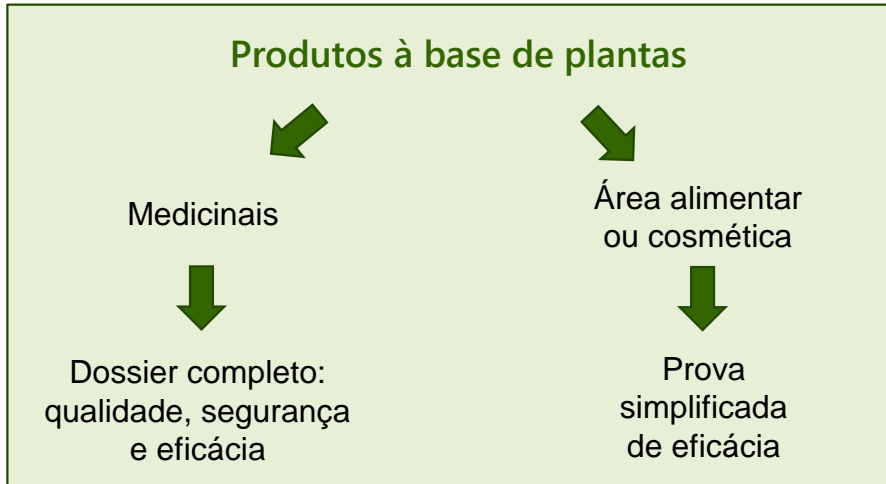 Produtos à base de plantas
Medicinais
Área alimentar
ou cosmética
Dossier completo:
qualidade, segurança
e eficácia
Prova
simplificada
de eficácia